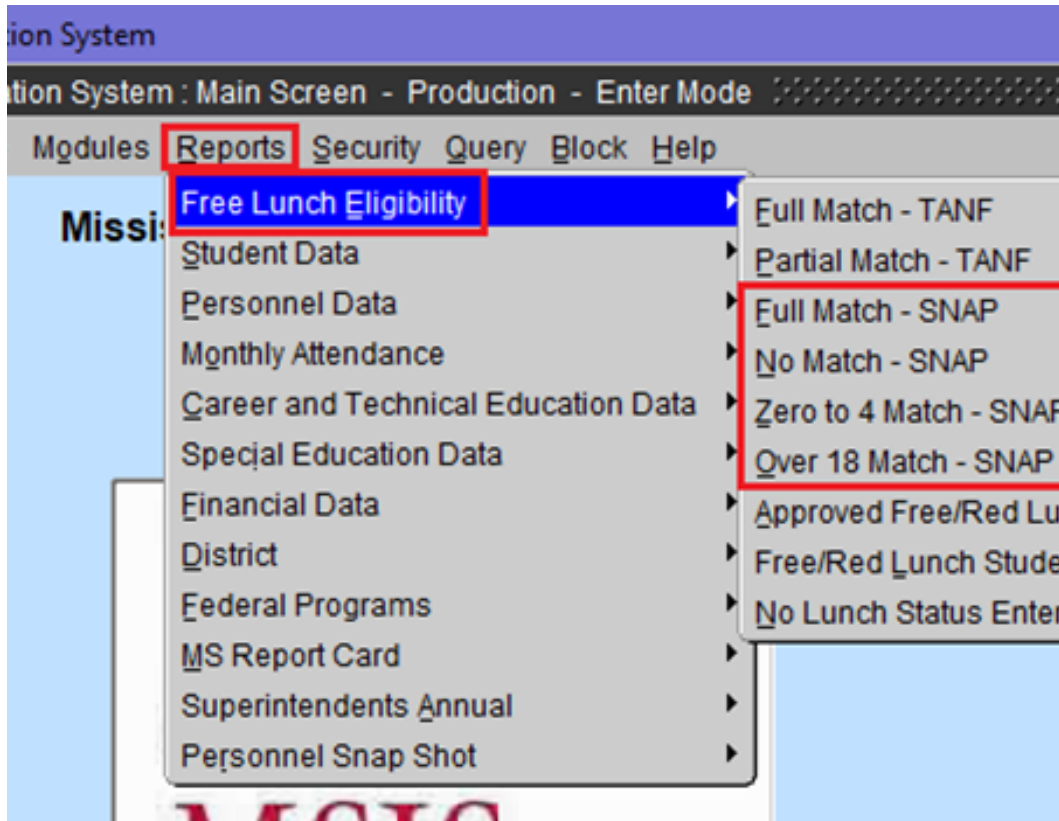 tion System
ation System : Main Screen - Production - Enter Mode
Modules Reports Security Query Block Help
Missi
Free Lunch Eligibility
Student Data
Personnel Data
Monthly Attendance
Career and Technical Education Data
Special Education Data
Financial Data
District
Federal Programs
MS Report Card
Superintendents Annual
Personnel Snap Shot
Full Match - TANF
Partial Match - TANF
Full Match - SNAP
No Match - SNAP
Zero to 4 Match - SNAP
Over 18 Match - SNAP
Approved Free/Red Lu
Free/Red Lunch Stude
No Lunch Status Enter
MSIS